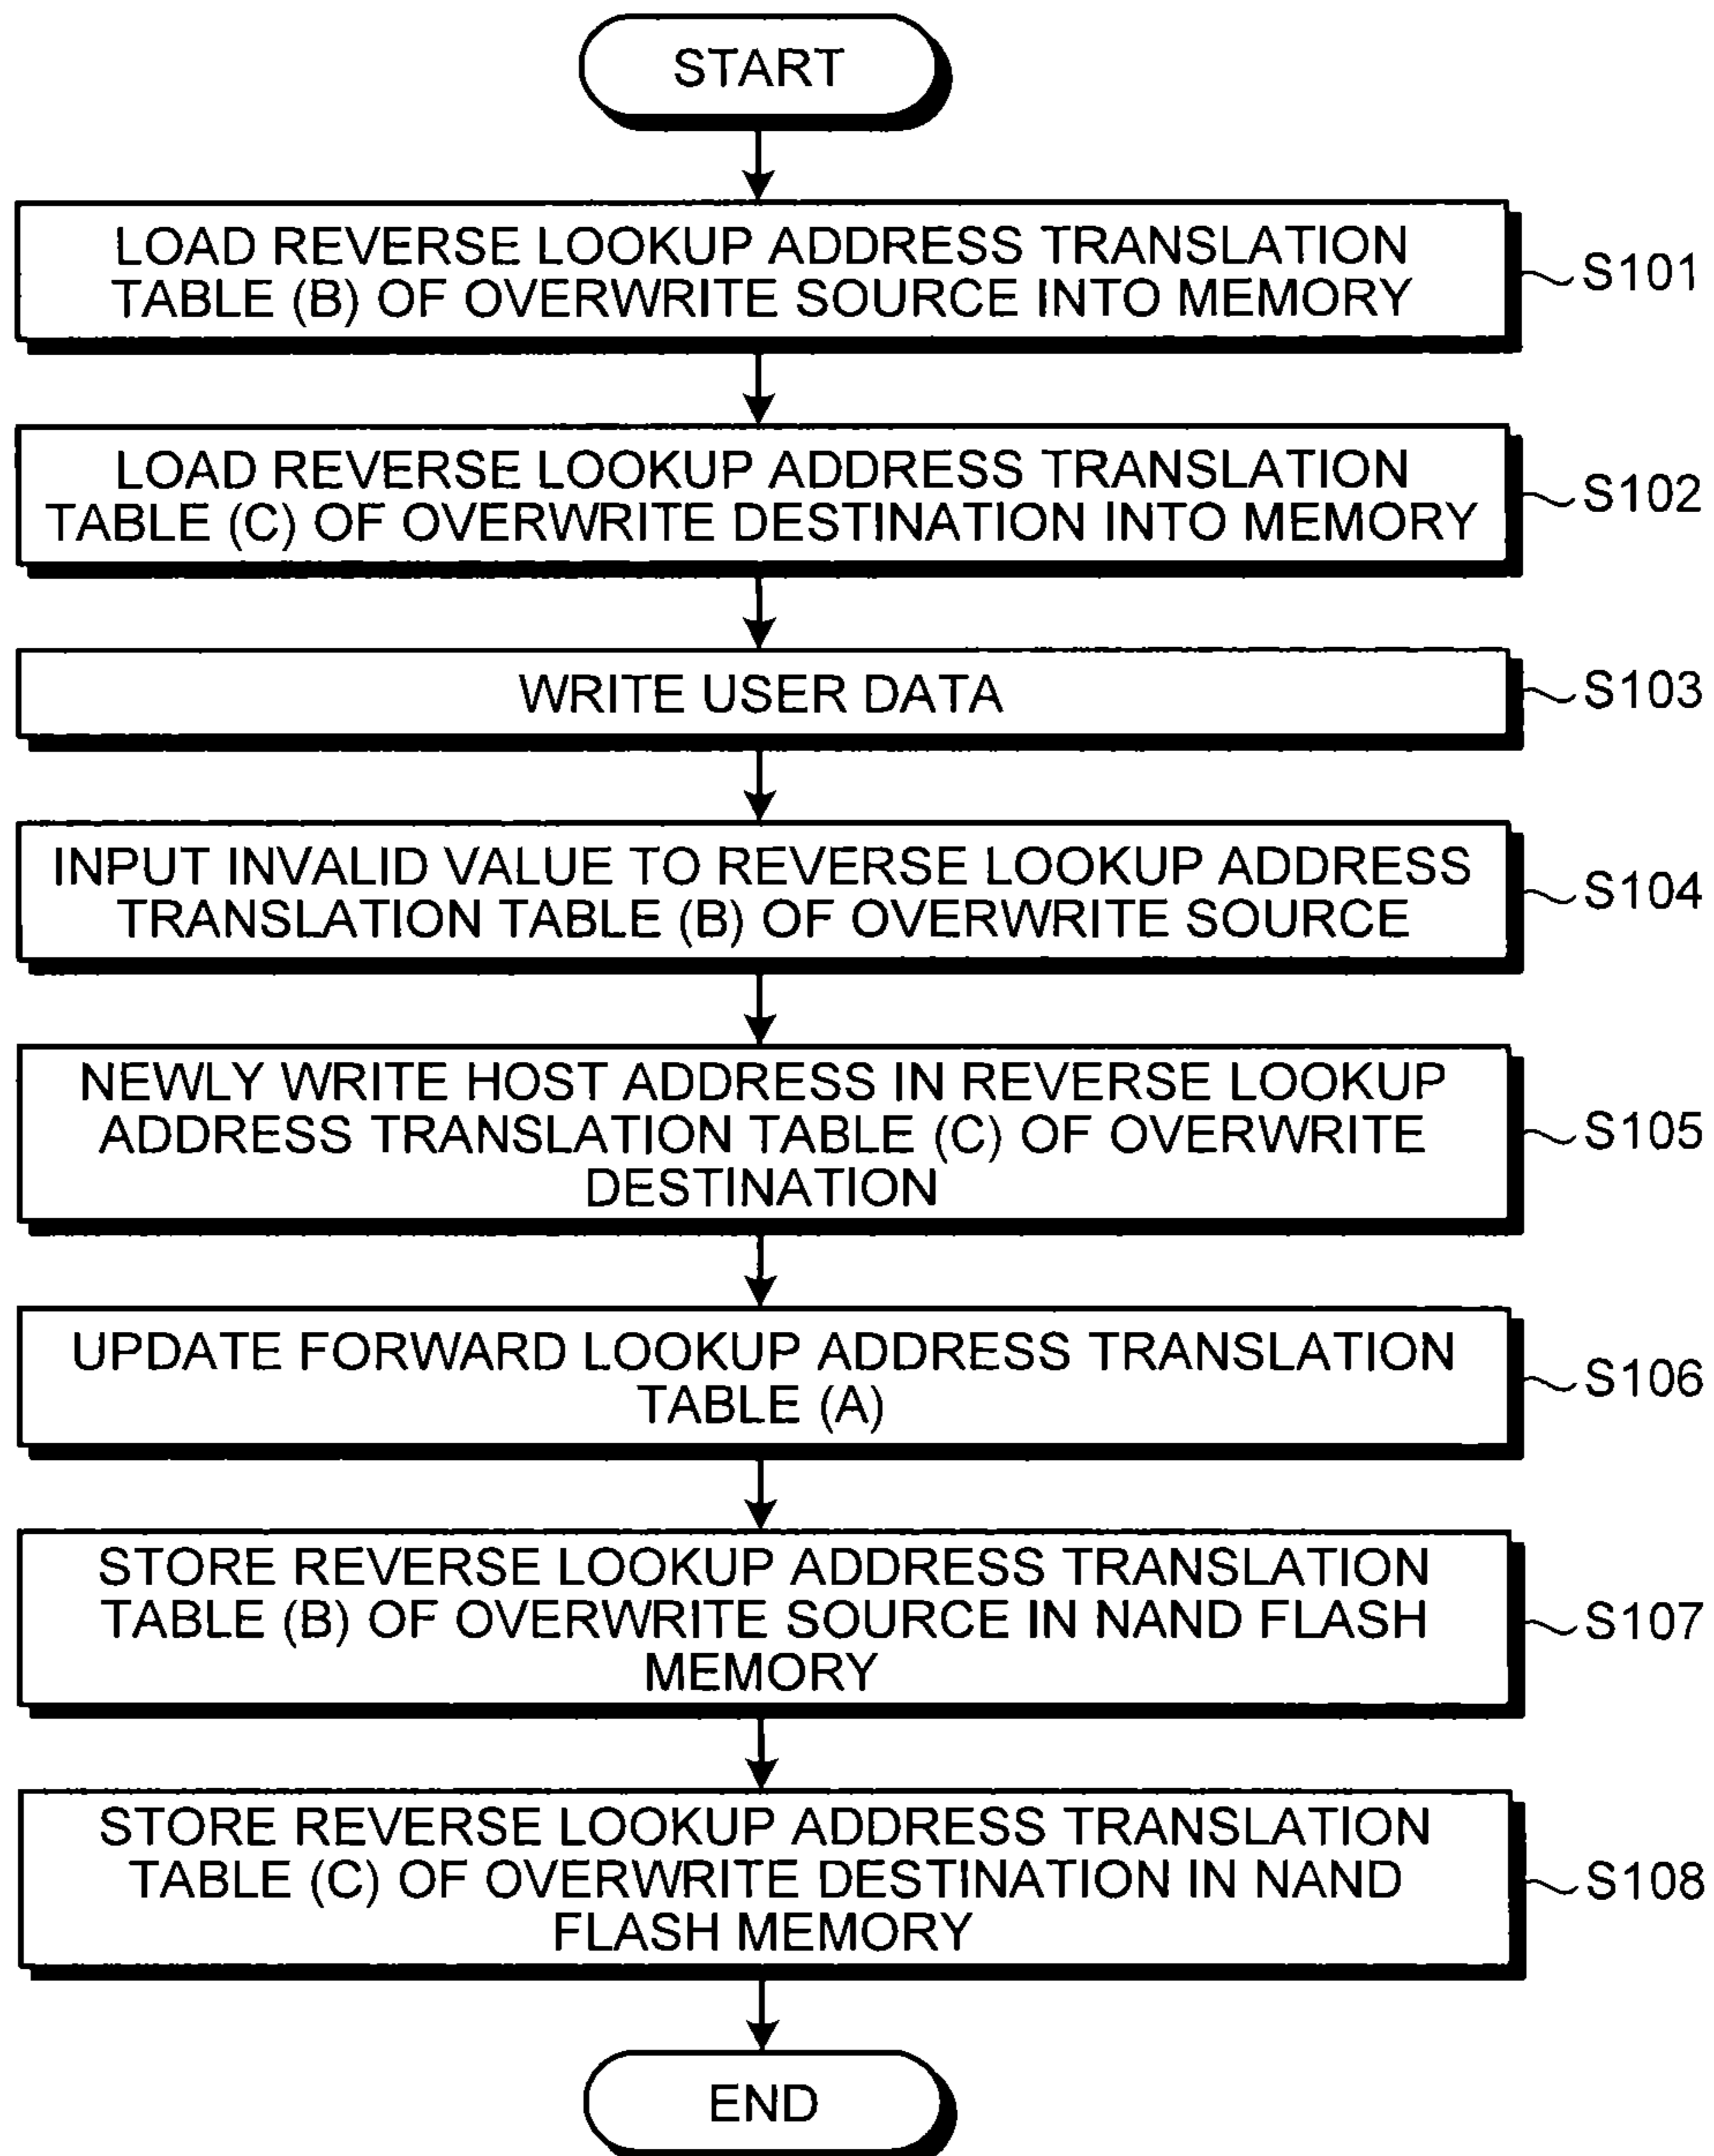 START
LOAD REVERSE LOOKUP ADDRESS TRANSLATION
TABLE (B) OF OVERWRITE SOURCE INTO MEMORY
S101
LOAD REVERSE LOOKUP ADDRESS TRANSLATION
TABLE (C) OF OVERWRITE DESTINATION INTO MEMORY
S102
WRITE USER DATA
S103
INPUT INVALID VALUE TO REVERSE LOOKUP ADDRESS
TRANSLATION TABLE (B) OF OVERWRITE SOURCE
S104
NEWLY WRITE HOST ADDRESS IN REVERSE LOOKUP
ADDRESS TRANSLATION TABLE (C) OF OVERWRITE
DESTINATION
S105
UPDATE FORWARD LOOKUP ADDRESS TRANSLATION
TABLE (A)
S106
STORE REVERSE LOOKUP ADDRESS TRANSLATION
TABLE (B) OF OVERWRITE SOURCE IN NAND FLASH
MEMORY
S107
STORE REVERSE LOOKUP ADDRESS TRANSLATION
TABLE (C) OF OVERWRITE DESTINATION IN NAND
FLASH MEMORY
S108
END